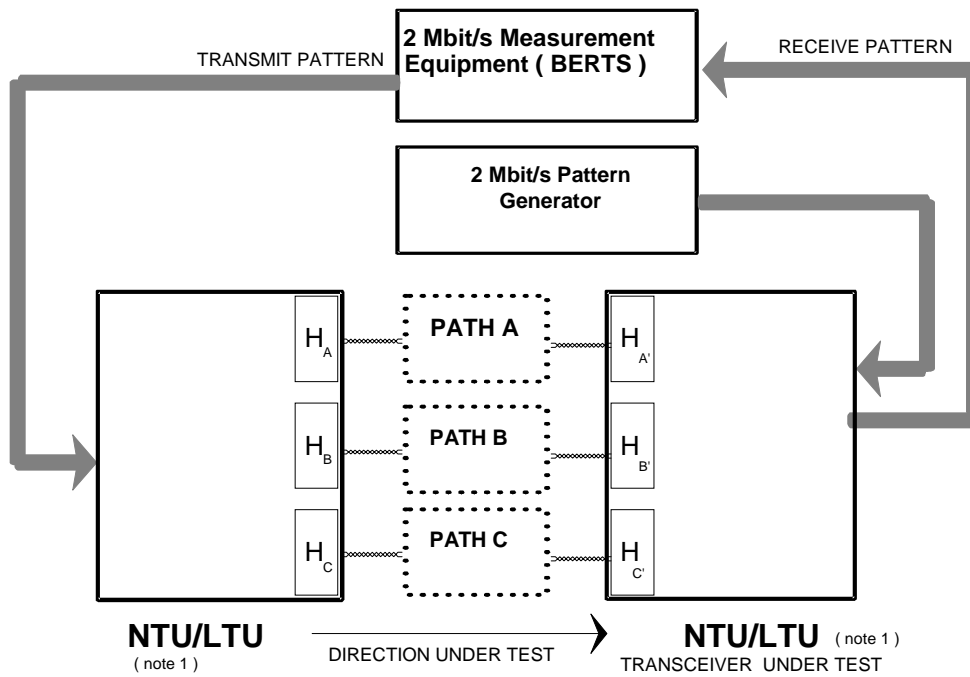 2 Mbit/s Measurement
Equipment ( BERTS )
TRANSMIT PATTERN
RECEIVE PATTERN
2 Mbit/s Pattern
Generator
H A
PATH A
H A'
H B
PATH B
H B'
H C
PATH C
H C'
NTU/LTU
( note 1 )
DIRECTION UNDER TEST
NTU/LTU ( note 1 )
TRANSCEIVER UNDER TEST